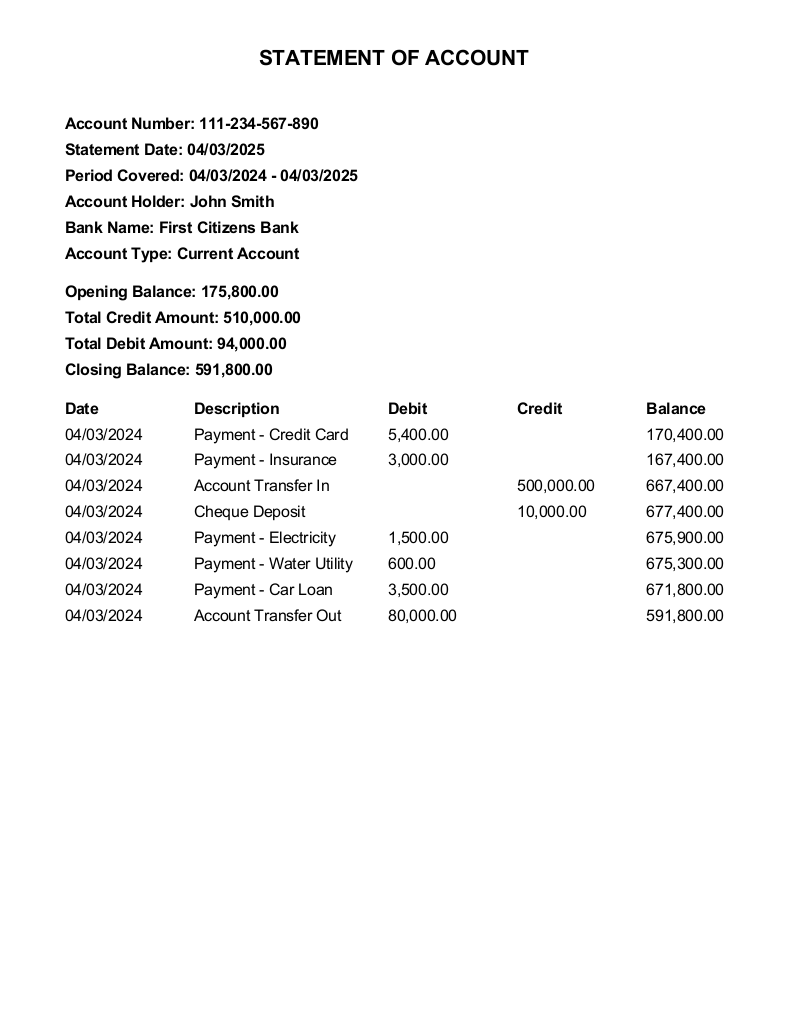 STATEMENT OF ACCOUNT
Account Number: 111-234-567-890
Statement Date: 04/03/2025
Period Covered: 04/03/2024 - 04/03/2025
Account Holder: John Smith
Bank Name: First Citizens Bank
Account Type: Current Account
Opening Balance: 175,800.00
Total Credit Amount: 510,000.00
Total Debit Amount: 94,000.00
Closing Balance: 591,800.00
Date Description Debit Credit Balance
04/03/2024 Payment - Credit Card 5,400.00 170,400.00
04/03/2024 Payment - Insurance 3,000.00 167,400.00
04/03/2024 Account Transfer In 500,000.00 667,400.00
04/03/2024 Cheque Deposit 10,000.00 677,400.00
04/03/2024 Payment - Electricity 1,500.00 675,900.00
04/03/2024 Payment - Water Utility 600.00 675,300.00
04/03/2024 Payment - Car Loan 3,500.00 671,800.00
04/03/2024 Account Transfer Out 80,000.00 591,800.00